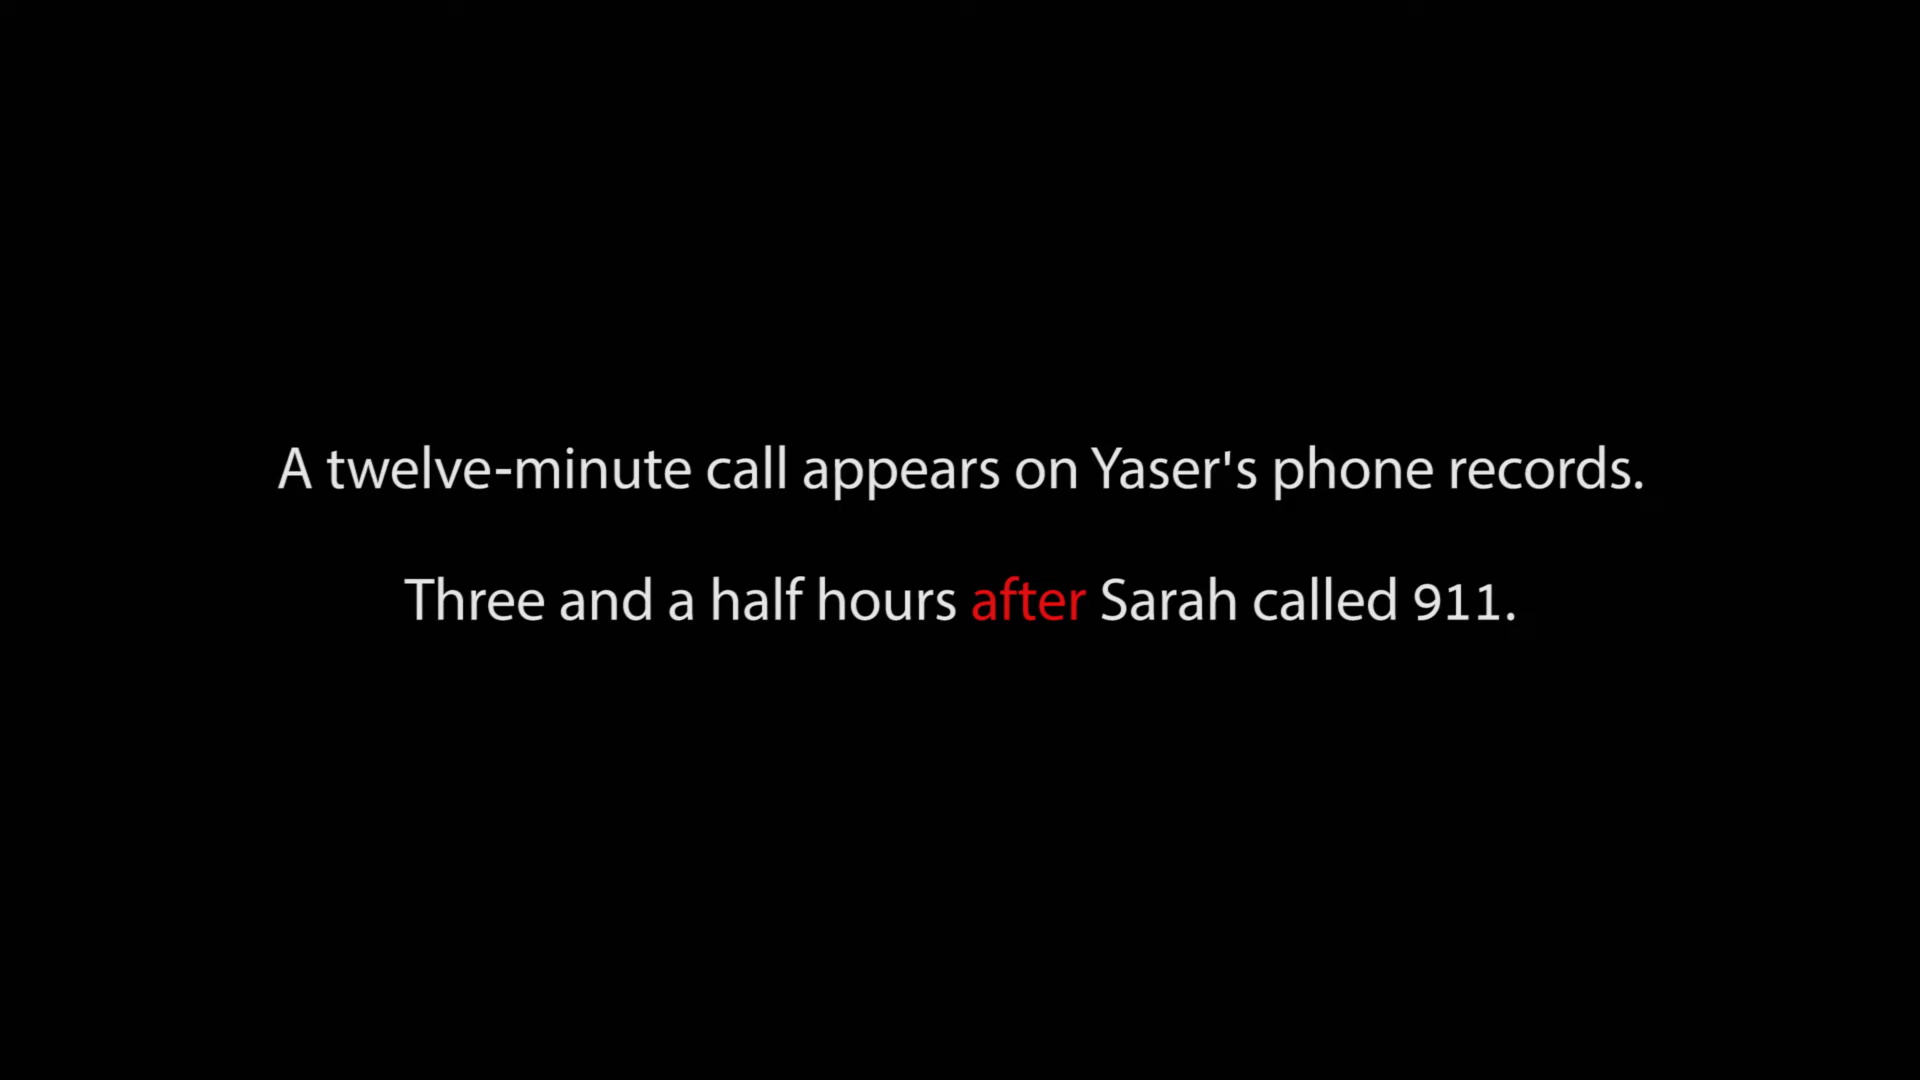 A twelve-minute call appears on Yaser's phone records.
Three and a half hours after Sarah called 911.